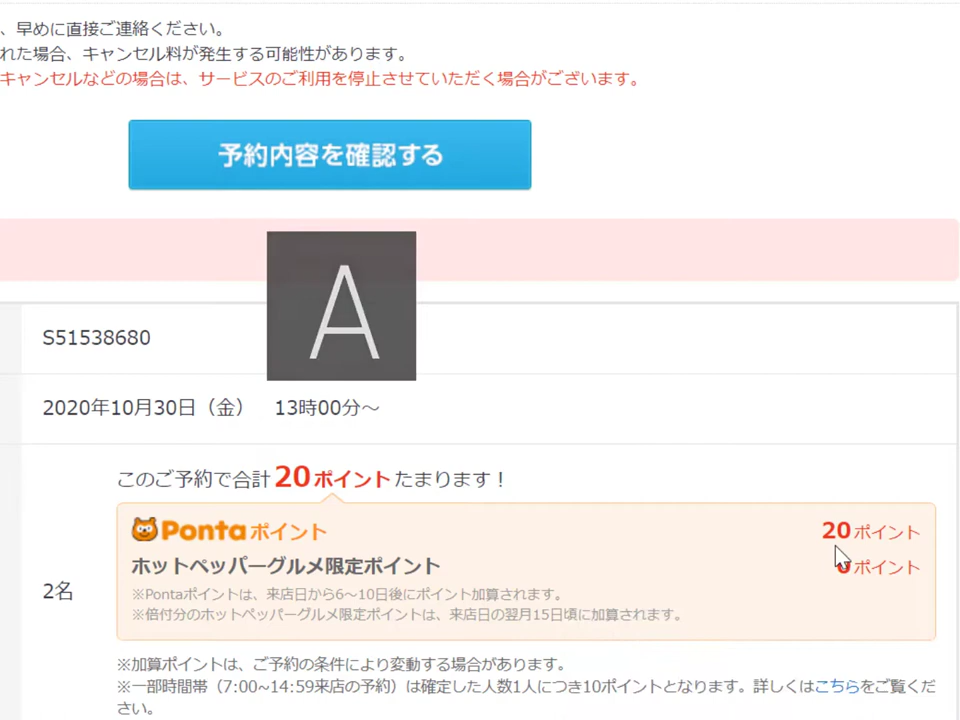 、早めに直接ご連絡ください。
れた場合、キャンセル料が発生する可能性があります。
キャンセルなどの場合は、サービスのご利用を停止させていただく場合がございます。
予約内容を確認する
A
S51538680
2020年10月30日（金） 13時00分～
このご予約で合計20ポイントたまります！
Pontaポイント 20ポイント
ホットペッパーグルメ限定ポイント ポイント
※Pontaポイントは、来店日から6～10日後にポイント加算されます。
※倍付分のホットペッパーグルメ限定ポイントは、来店日の翌月15日頃に加算されます。
2名
※加算ポイントは、ご予約の条件により変動する場合があります。
※一部時間帯（7:00~14:59来店の予約）は確定した人数1人につき10ポイントとなります。詳しくはこちらをご覧くだ
さい。